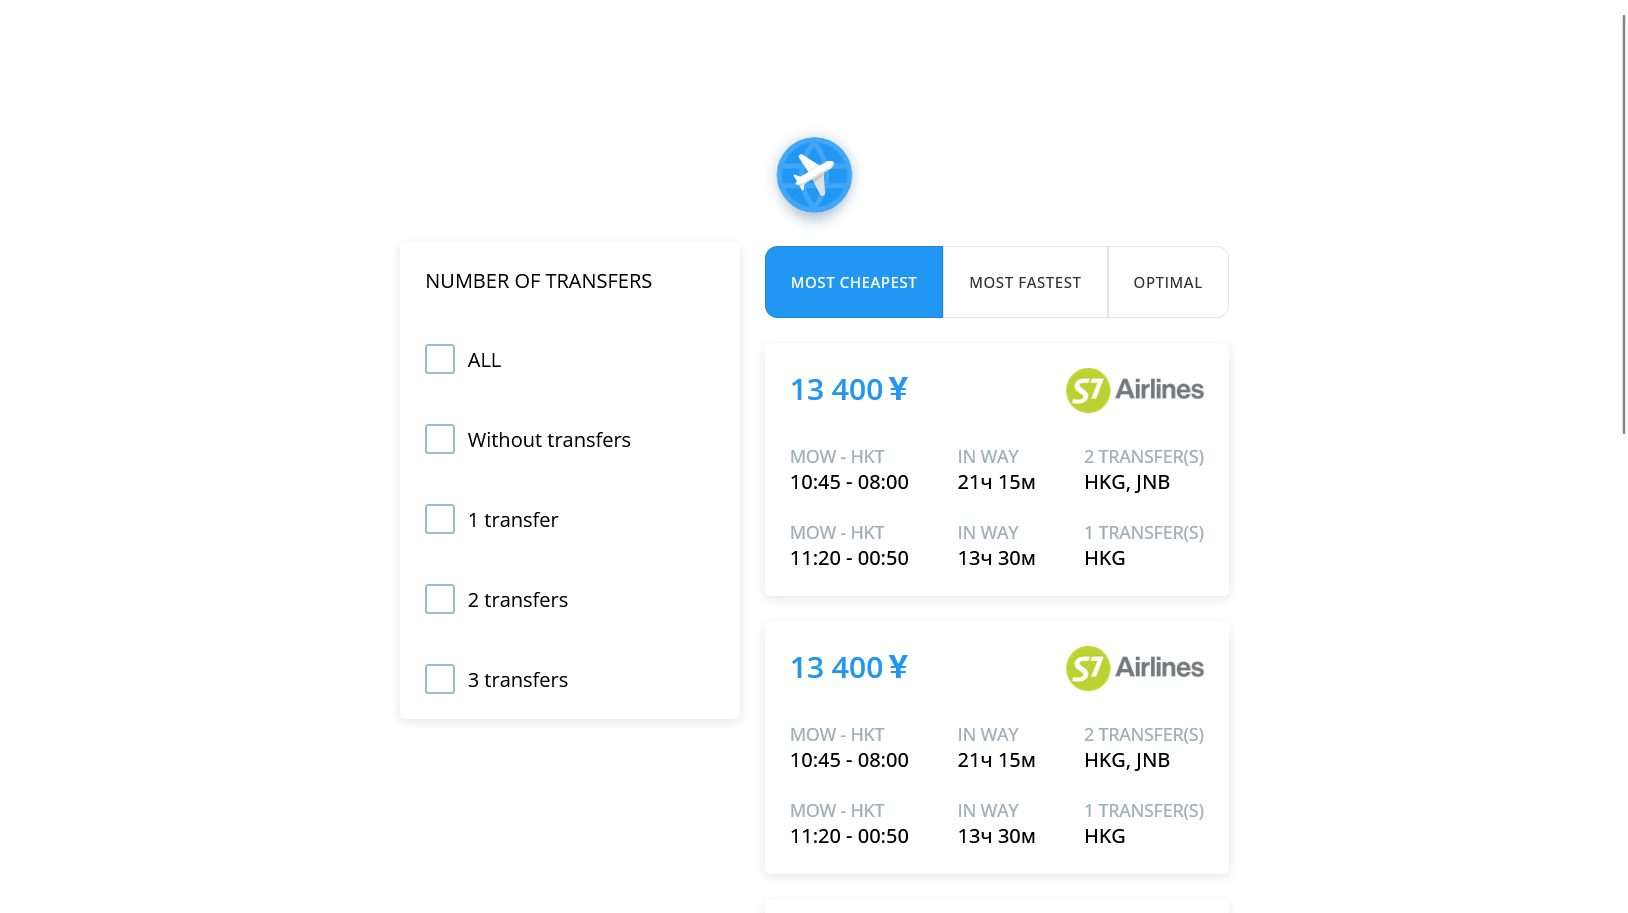 NUMBER OF TRANSFERS
ALL
Without transfers
1 transfer
2 transfers
3 transfers
MOST CHEAPEST MOST FASTEST OPTIMAL
13 400 ¥ S7 Airlines
MOW - HKT IN WAY 2 TRANSFER(S)
10:45 - 08:00 21ч 15м HKG, JNB
MOW - HKT IN WAY 1 TRANSFER(S)
11:20 - 00:50 13ч 30м HKG
13 400 ¥ S7 Airlines
MOW - HKT IN WAY 2 TRANSFER(S)
10:45 - 08:00 21ч 15м HKG, JNB
MOW - HKT IN WAY 1 TRANSFER(S)
11:20 - 00:50 13ч 30м HKG